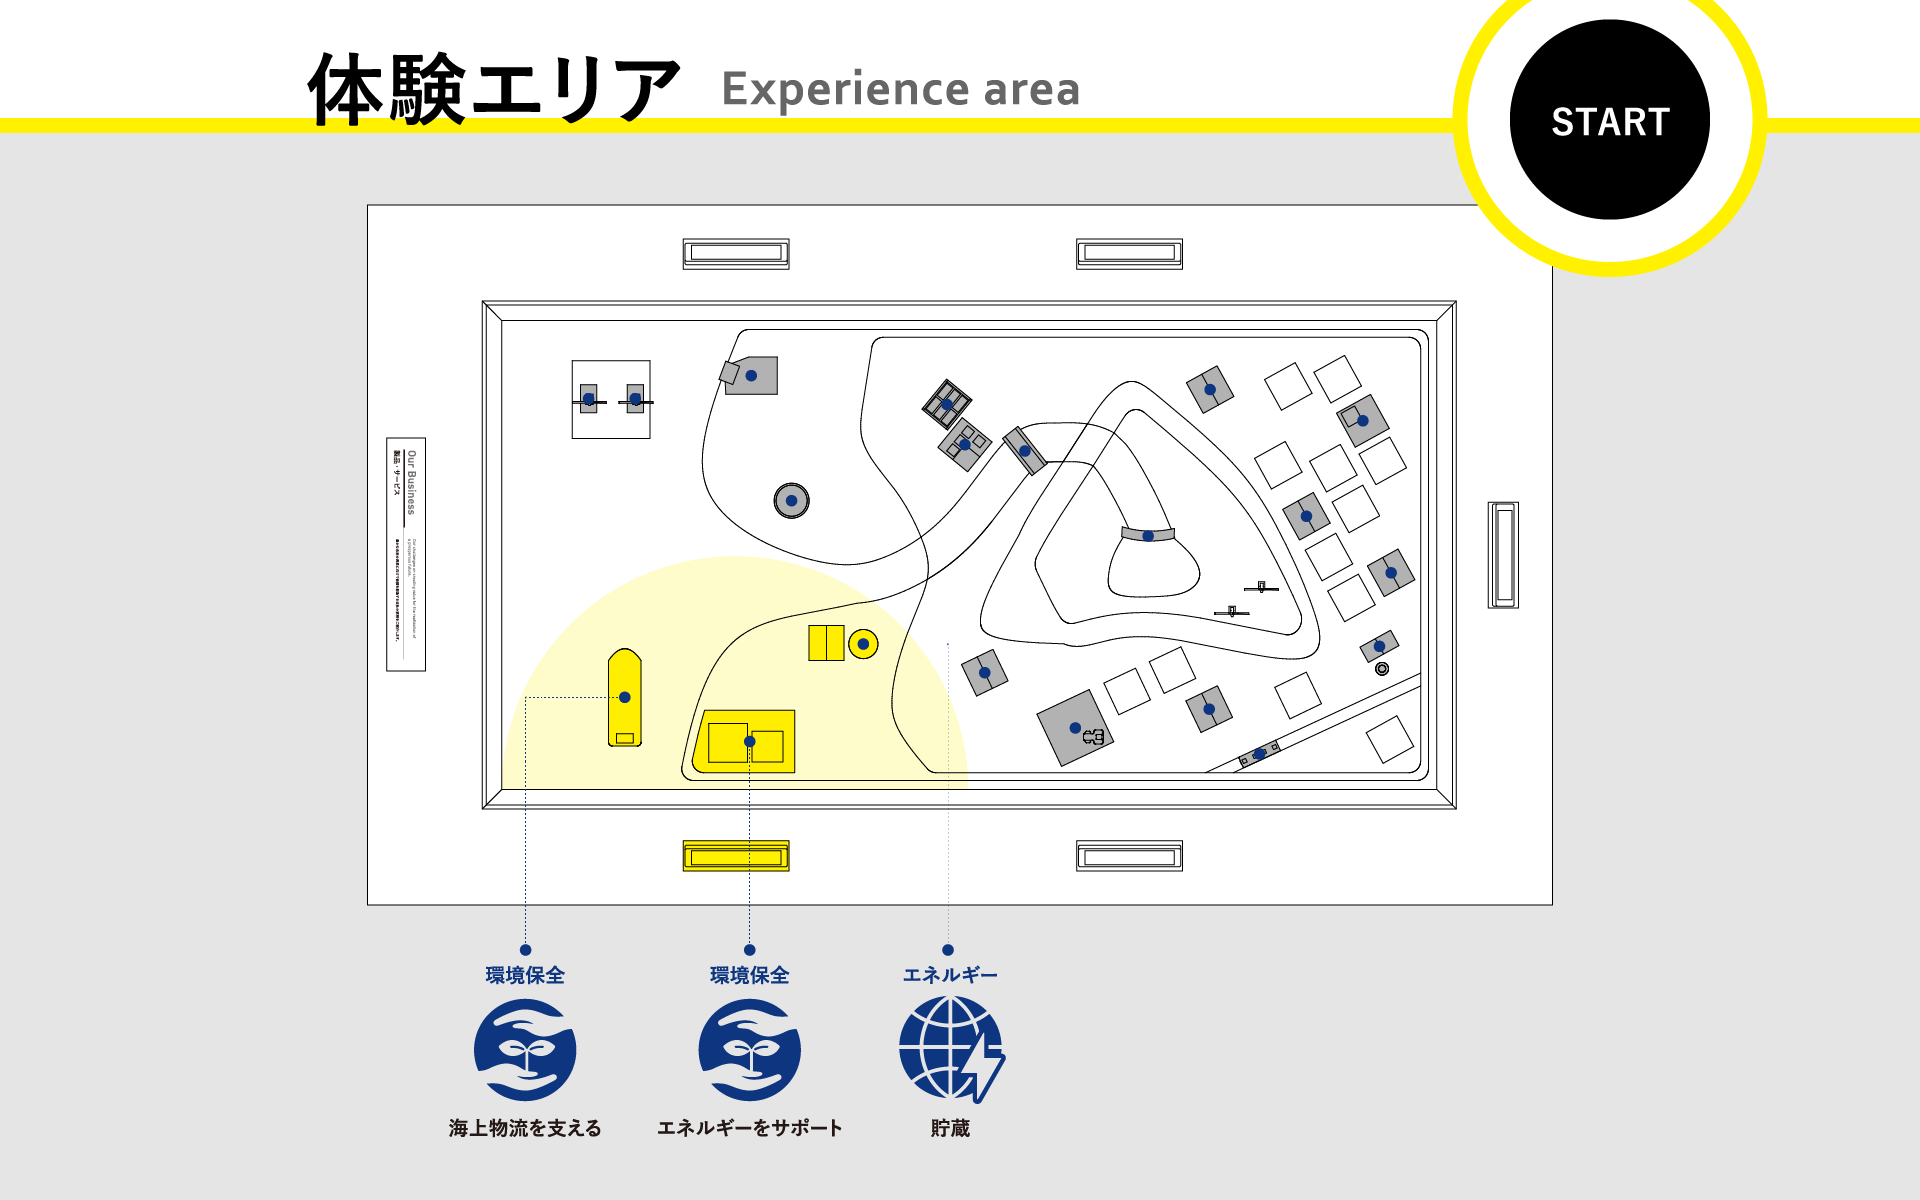 体験エリア
Experience area
START
Our Business
製品・サービス
環境保全
環境保全
エネルギー
海上物流を支える
エネルギーをサポート
貯蔵